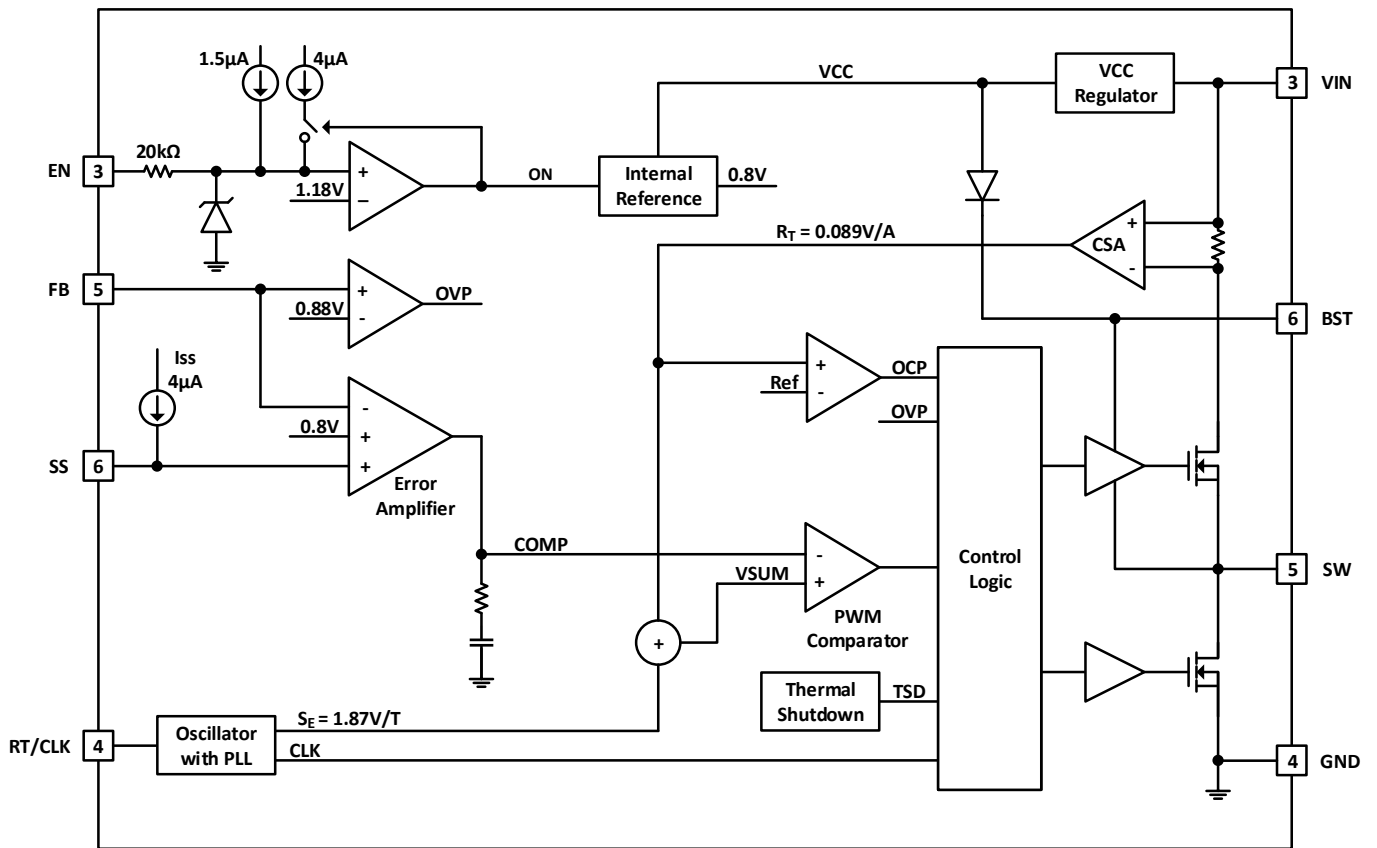 1.5µA
4µA
VCC
VCC
Regulator
3
VIN
EN
3
20kΩ
1.18V
+
–
ON
Internal
Reference
0.8V
R_T = 0.089V/A
CSA
+
-
FB
5
0.88V
+
-
OVP
6
BST
Iss
4µA
Ref
+
-
OCP
OVP
0.8V
-
+
+
SS
6
Error
Amplifier
COMP
VSUM
-
+
PWM
Comparator
Control
Logic
5
SW
+
Thermal
Shutdown
TSD
RT/CLK
4
Oscillator
with PLL
S_E = 1.87V/T
CLK
4
GND